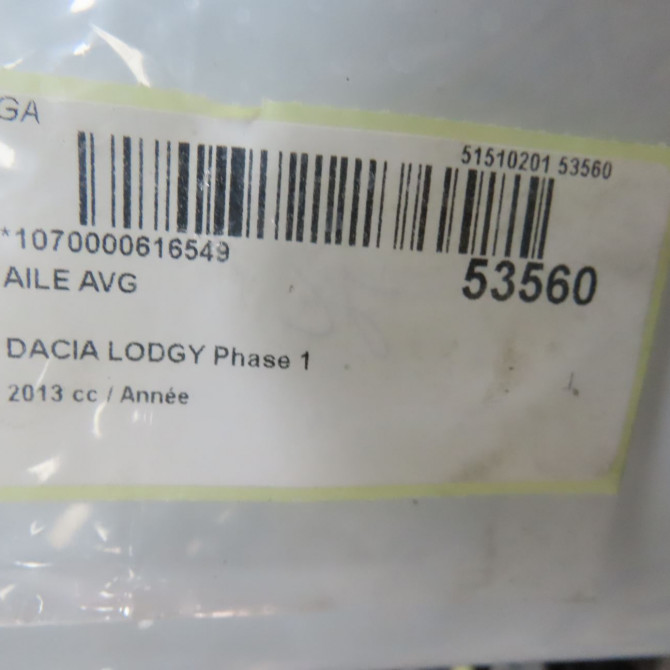 GA
51510201 53560
*1070000616549
53560
AILE AVG
DACIA LODGY Phase 1
2013 cc / Année